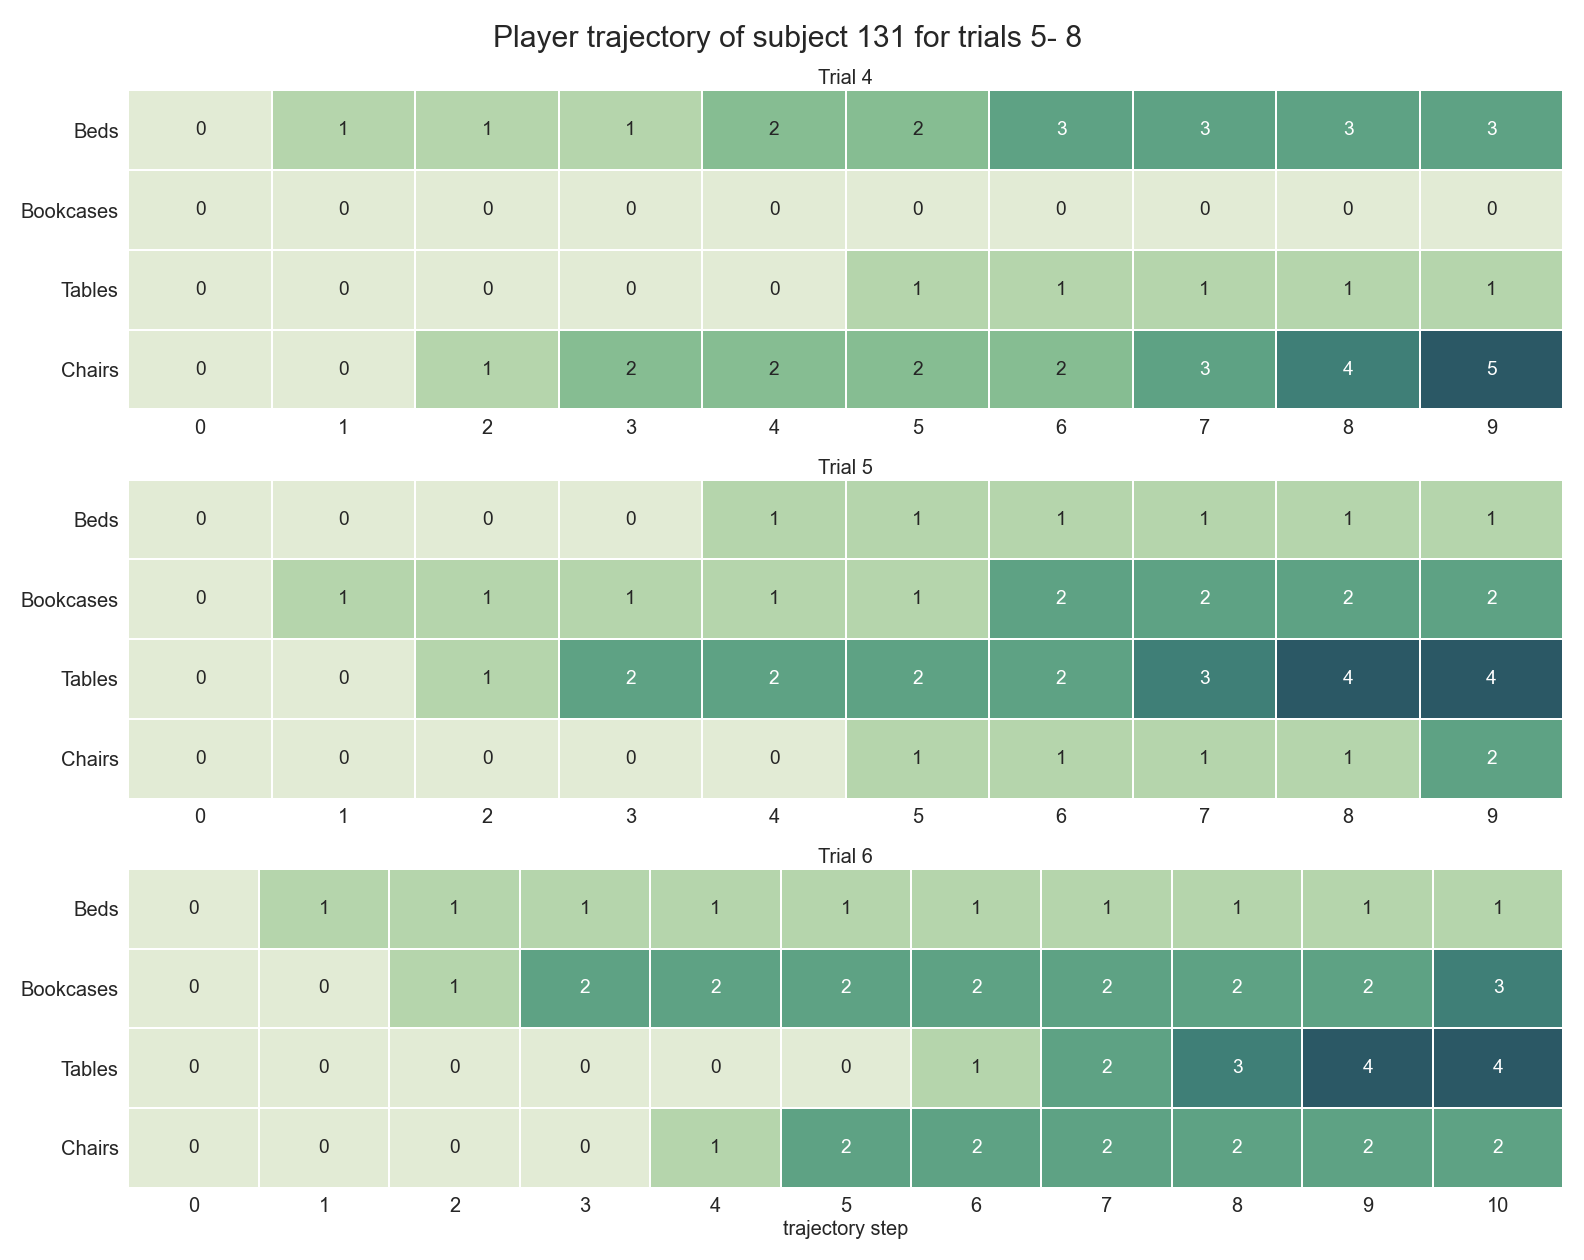 Player trajectory of subject 131 for trials 5- 8
Trial 4
Beds 0 1 1 1 2 2 3 3 3 3
Bookcases 0 0 0 0 0 0 0 0 0 0
Tables 0 0 0 0 0 1 1 1 1 1
Chairs 0 0 1 2 2 2 2 3 4 5
0 1 2 3 4 5 6 7 8 9
Trial 5
Beds 0 0 0 0 1 1 1 1 1 1
Bookcases 0 1 1 1 1 1 2 2 2 2
Tables 0 0 1 2 2 2 2 3 4 4
Chairs 0 0 0 0 0 1 1 1 1 2
0 1 2 3 4 5 6 7 8 9
Trial 6
Beds 0 1 1 1 1 1 1 1 1 1 1
Bookcases 0 0 1 2 2 2 2 2 2 2 3
Tables 0 0 0 0 0 0 1 2 3 4 4
Chairs 0 0 0 0 1 2 2 2 2 2 2
0 1 2 3 4 5 6 7 8 9 10
trajectory step